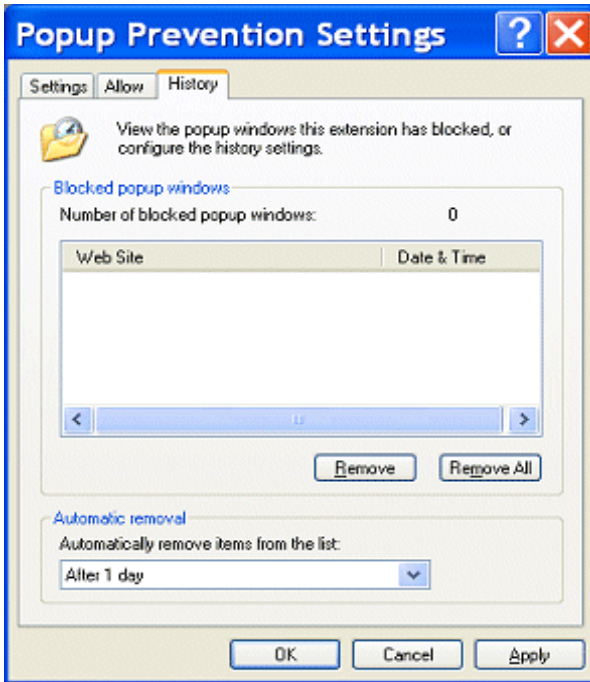 Popup Prevention Settings
Settings Allow History
View the popup windows this extension has blocked, or
configure the history settings.
Blocked popup windows
Number of blocked popup windows: 0
Web Site Date & Time
Remove Remove All
Automatic removal
Automatically remove items from the list:
After 1 day
OK Cancel Apply